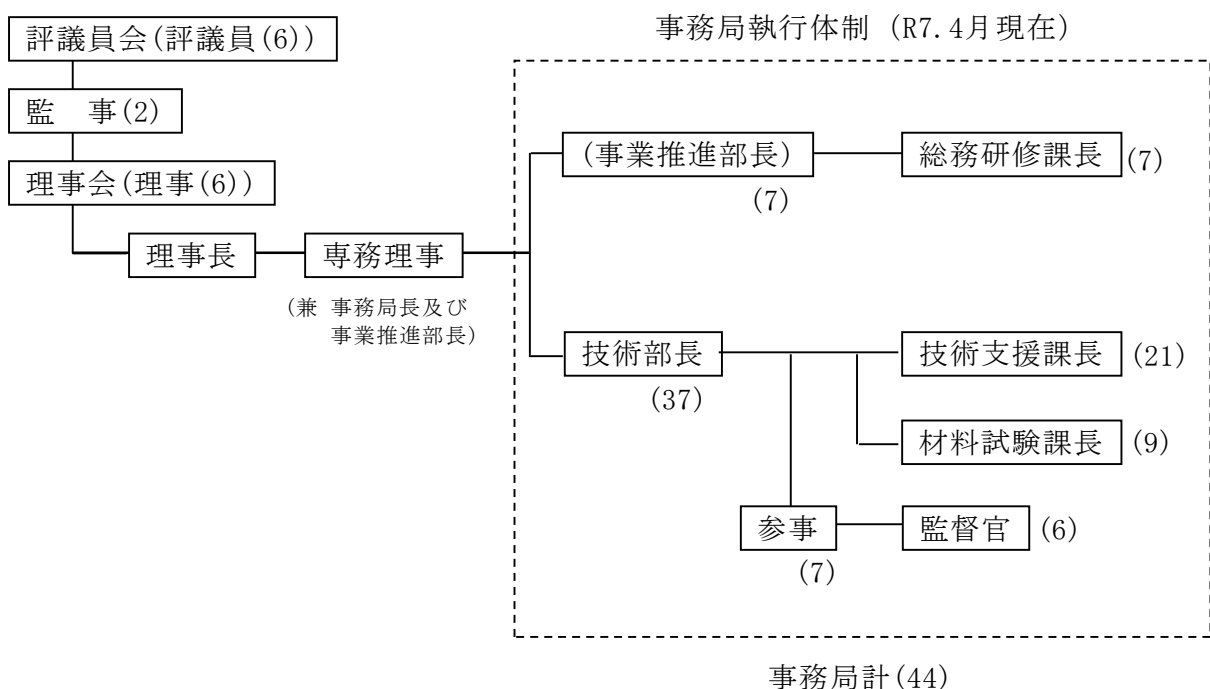 事務局執行体制 (R7.4月現在)
評議員会(評議員(6))
監　事(2)
理事会(理事(6))
理事長
専務理事
(兼 事務局長及び
事業推進部長)
(事業推進部長)
(7)
総務研修課長
(7)
技術部長
(37)
技術支援課長
(21)
材料試験課長
(9)
参事
(7)
監督官
(6)
事務局計(44)